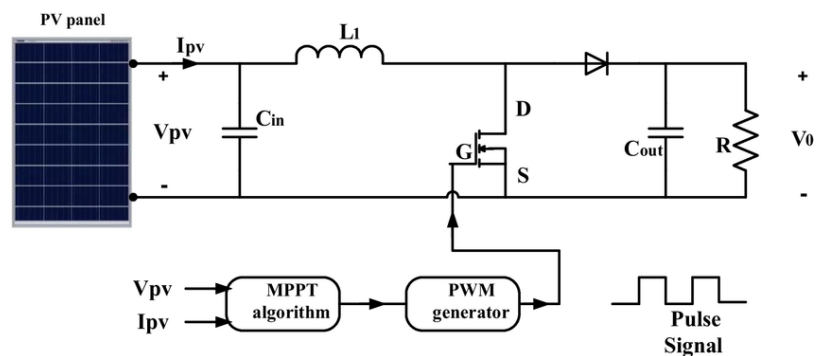 PV panel
Ipv
L1
+
+
Vpv
Cin
D
G
S
Cout
R
V0
-
-
Vpv
Ipv
MPPT
algorithm
PWM
generator
Pulse
Signal